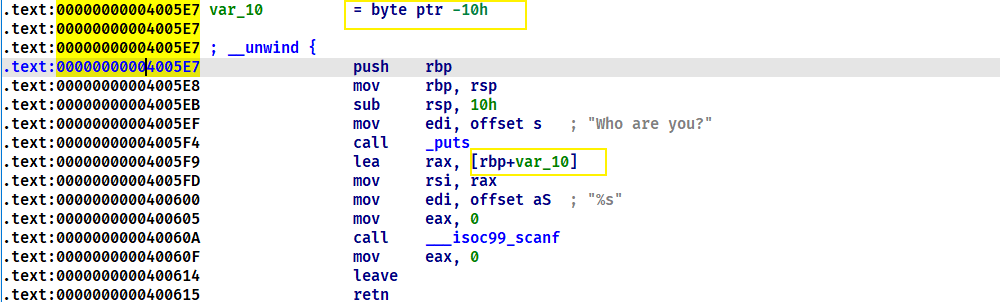 .text:00000000004005E7 var_10          = byte ptr -10h
.text:00000000004005E7
.text:00000000004005E7 ; __unwind {
.text:00000000004005E7                 push    rbp
.text:00000000004005E8                 mov     rbp, rsp
.text:00000000004005EB                 sub     rsp, 10h
.text:00000000004005EF                 mov     edi, offset s   ; "Who are you?"
.text:00000000004005F4                 call    _puts
.text:00000000004005F9                 lea     rax, [rbp+var_10]
.text:00000000004005FD                 mov     rsi, rax
.text:0000000000400600                 mov     edi, offset aS  ; "%s"
.text:0000000000400605                 mov     eax, 0
.text:000000000040060A                 call    ___isoc99_scanf
.text:000000000040060F                 mov     eax, 0
.text:0000000000400614                 leave
.text:0000000000400615                 retn